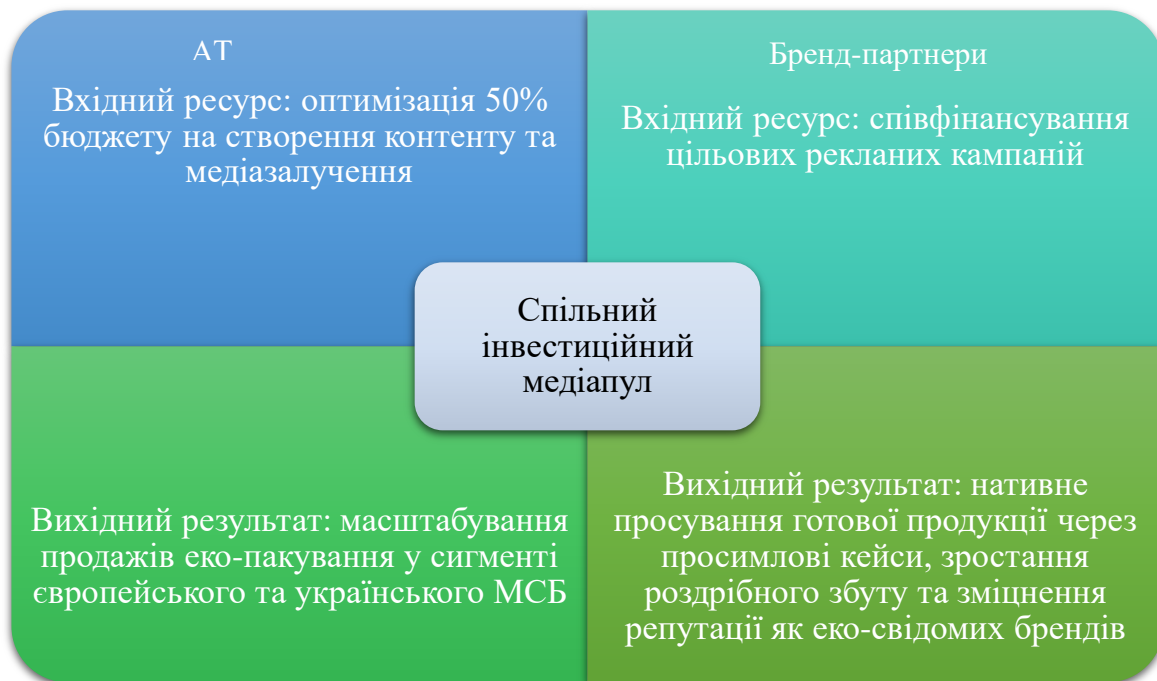 АТ
Вхідний ресурс: оптимізація 50%
бюджету на створення контенту та
медіазалучення
Бренд-партнери
Вхідний ресурс: співфінансування
цільових рекланих кампаній
Спільний
інвестиційний
медіапул
Вихідний результат: масштабування
продажів еко-пакування у сигменті
європейського та українського МСБ
Вихідний результат: нативне
просування готової продукції через
просимлові кейси, зростання
роздрібного збуту та зміцнення
репутації як еко-свідомих брендів